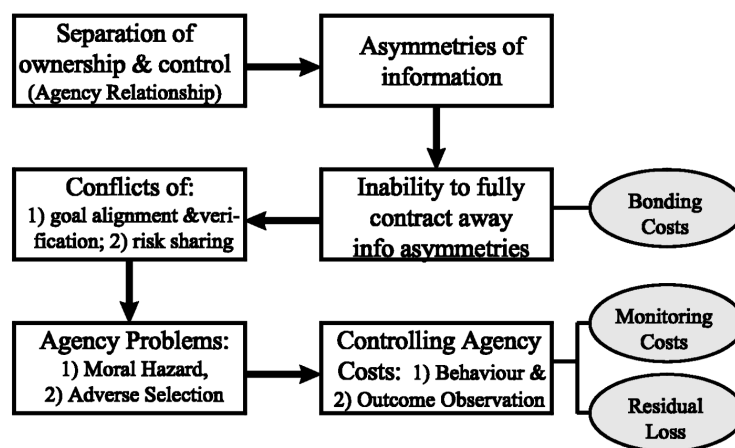 Separation of
ownership & control
(Agency Relationship)
Asymmetries of
information
Conflicts of:
1) goal alignment &veri-
fication; 2) risk sharing
Inability to fully
contract away
info asymmetries
Bonding
Costs
Agency Problems:
1) Moral Hazard,
2) Adverse Selection
Controlling Agency
Costs: 1) Behaviour &
2) Outcome Observation
Monitoring
Costs
Residual
Loss